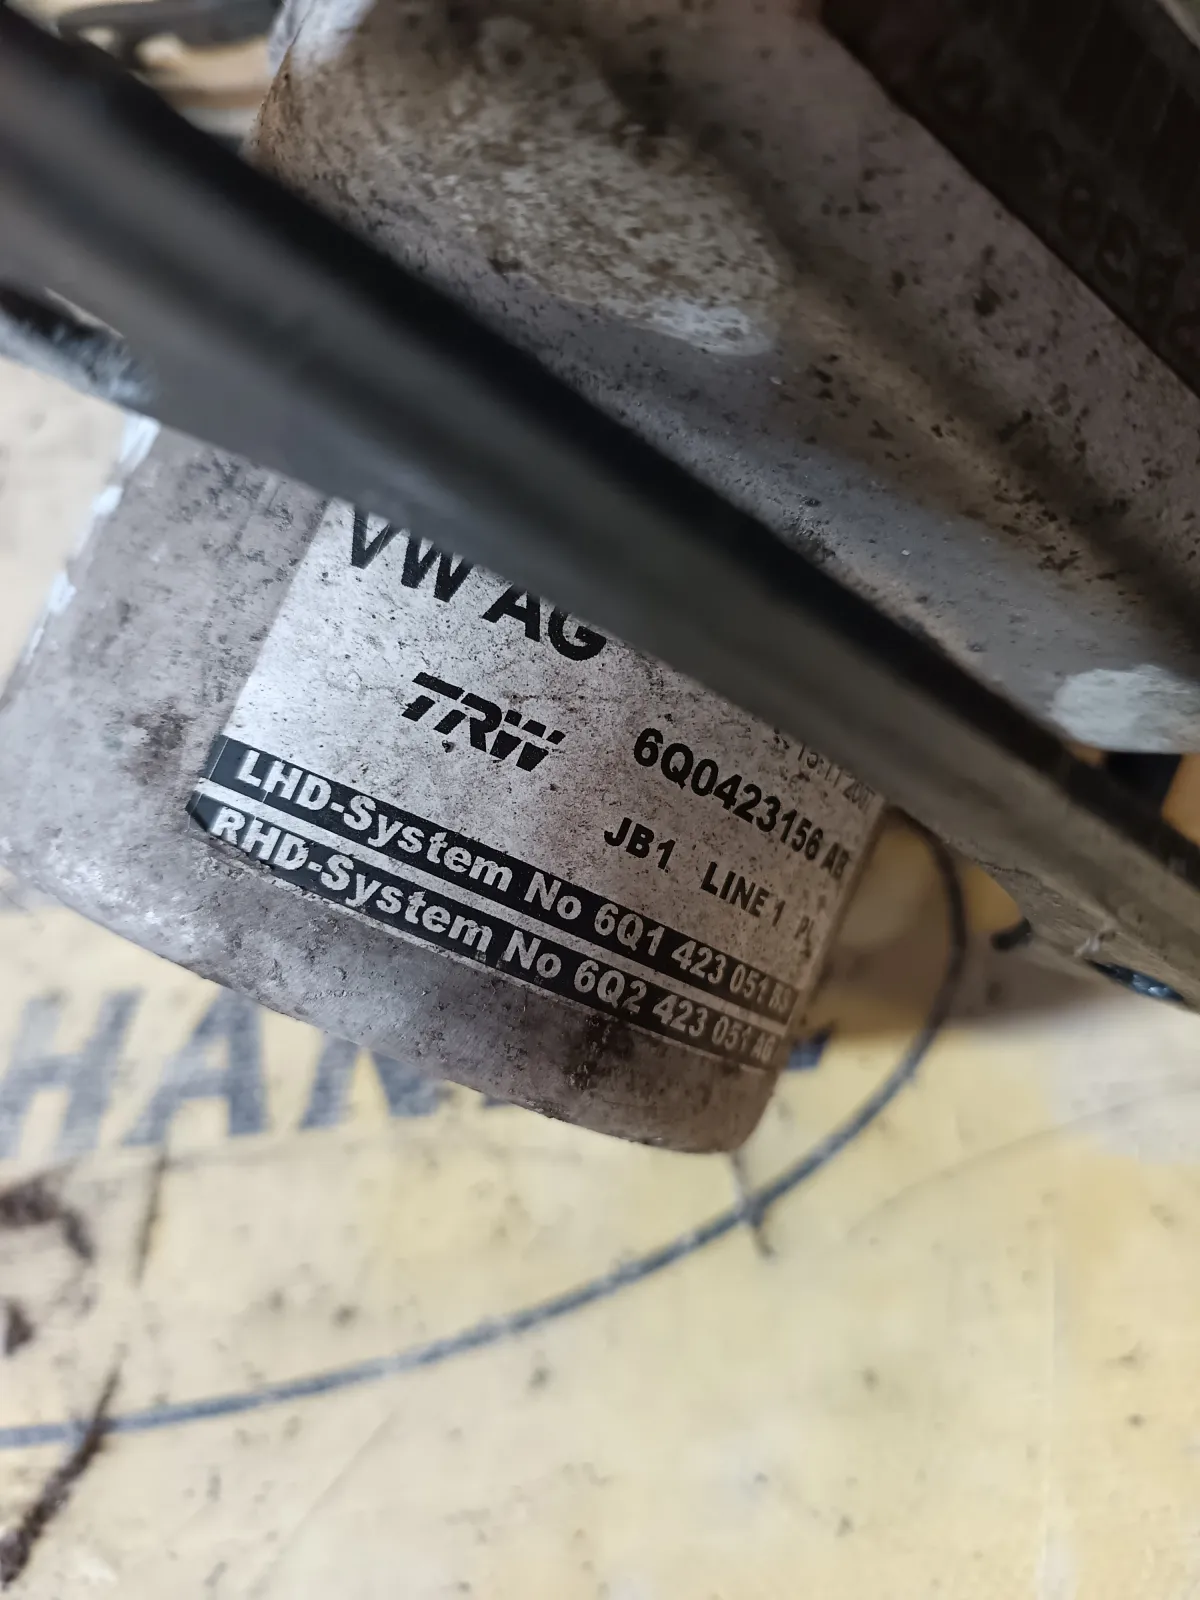 VW AG
TRW
6Q0423156 AB
JB1 LINE 1
LHD-System No 6Q1 423 051
RHD-System No 6Q2 423 051 AG
HAN